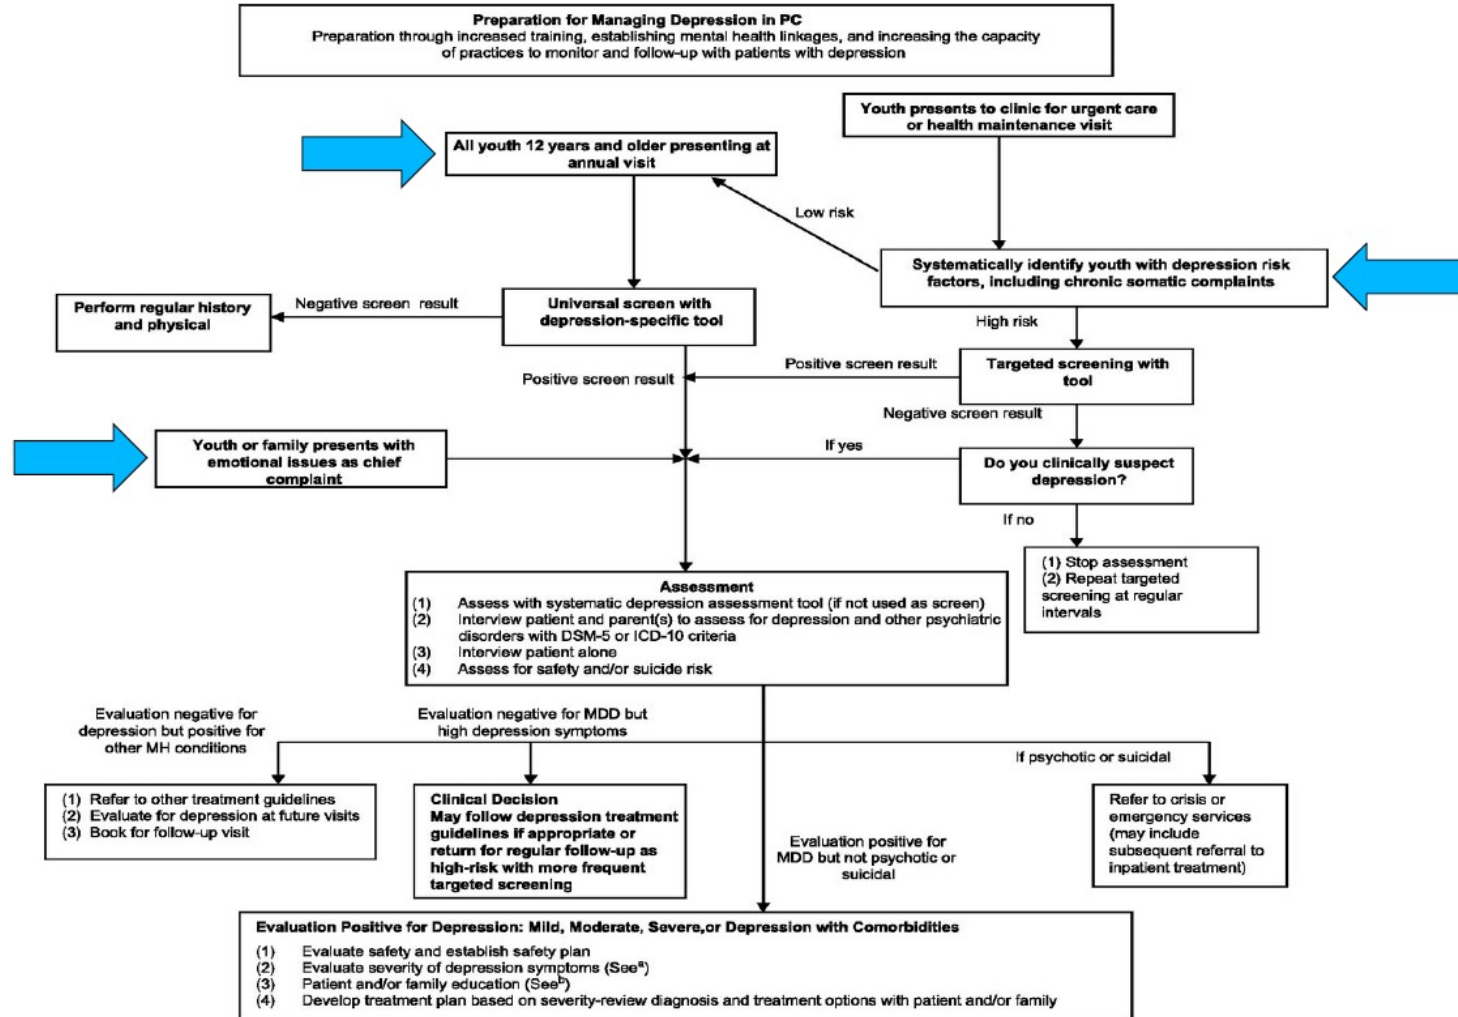 Preparation for Managing Depression in PC
Preparation through increased training, establishing mental health linkages, and increasing the capacity
of practices to monitor and follow-up with patients with depression
Youth presents to clinic for urgent care
or health maintenance visit
All youth 12 years and older presenting at
annual visit
Low risk
Systematically identify youth with depression risk
factors, including chronic somatic complaints
Perform regular history
and physical
Negative screen result
Universal screen with
depression-specific tool
High risk
Positive screen result
Positive screen result
Targeted screening with
tool
Negative screen result
Youth or family presents with
emotional issues as chief
complaint
If yes
Do you clinically suspect
depression?
If no
(1) Stop assessment
(2) Repeat targeted
screening at regular
intervals
Assessment
(1) Assess with systematic depression assessment tool (if not used as screen)
(2) Interview patient and parent(s) to assess for depression and other psychiatric
disorders with DSM-5 or ICD-10 criteria
(3) Interview patient alone
(4) Assess for safety and/or suicide risk
Evaluation negative for
depression but positive for
other MH conditions
Evaluation negative for MDD but
high depression symptoms
If psychotic or suicidal
(1) Refer to other treatment guidelines
(2) Evaluate for depression at future visits
(3) Book for follow-up visit
Clinical Decision
May follow depression treatment
guidelines if appropriate or
return for regular follow-up as
high-risk with more frequent
targeted screening
Evaluation positive for
MDD but not psychotic or
suicidal
Refer to crisis or
emergency services
(may include
subsequent referral to
inpatient treatment)
Evaluation Positive for Depression: Mild, Moderate, Severe,or Depression with Comorbidities
(1) Evaluate safety and establish safety plan
(2) Evaluate severity of depression symptoms (See<sup>a</sup>)
(3) Patient and/or family education (See<sup>b</sup>)
(4) Develop treatment plan based on severity-review diagnosis and treatment options with patient and/or family